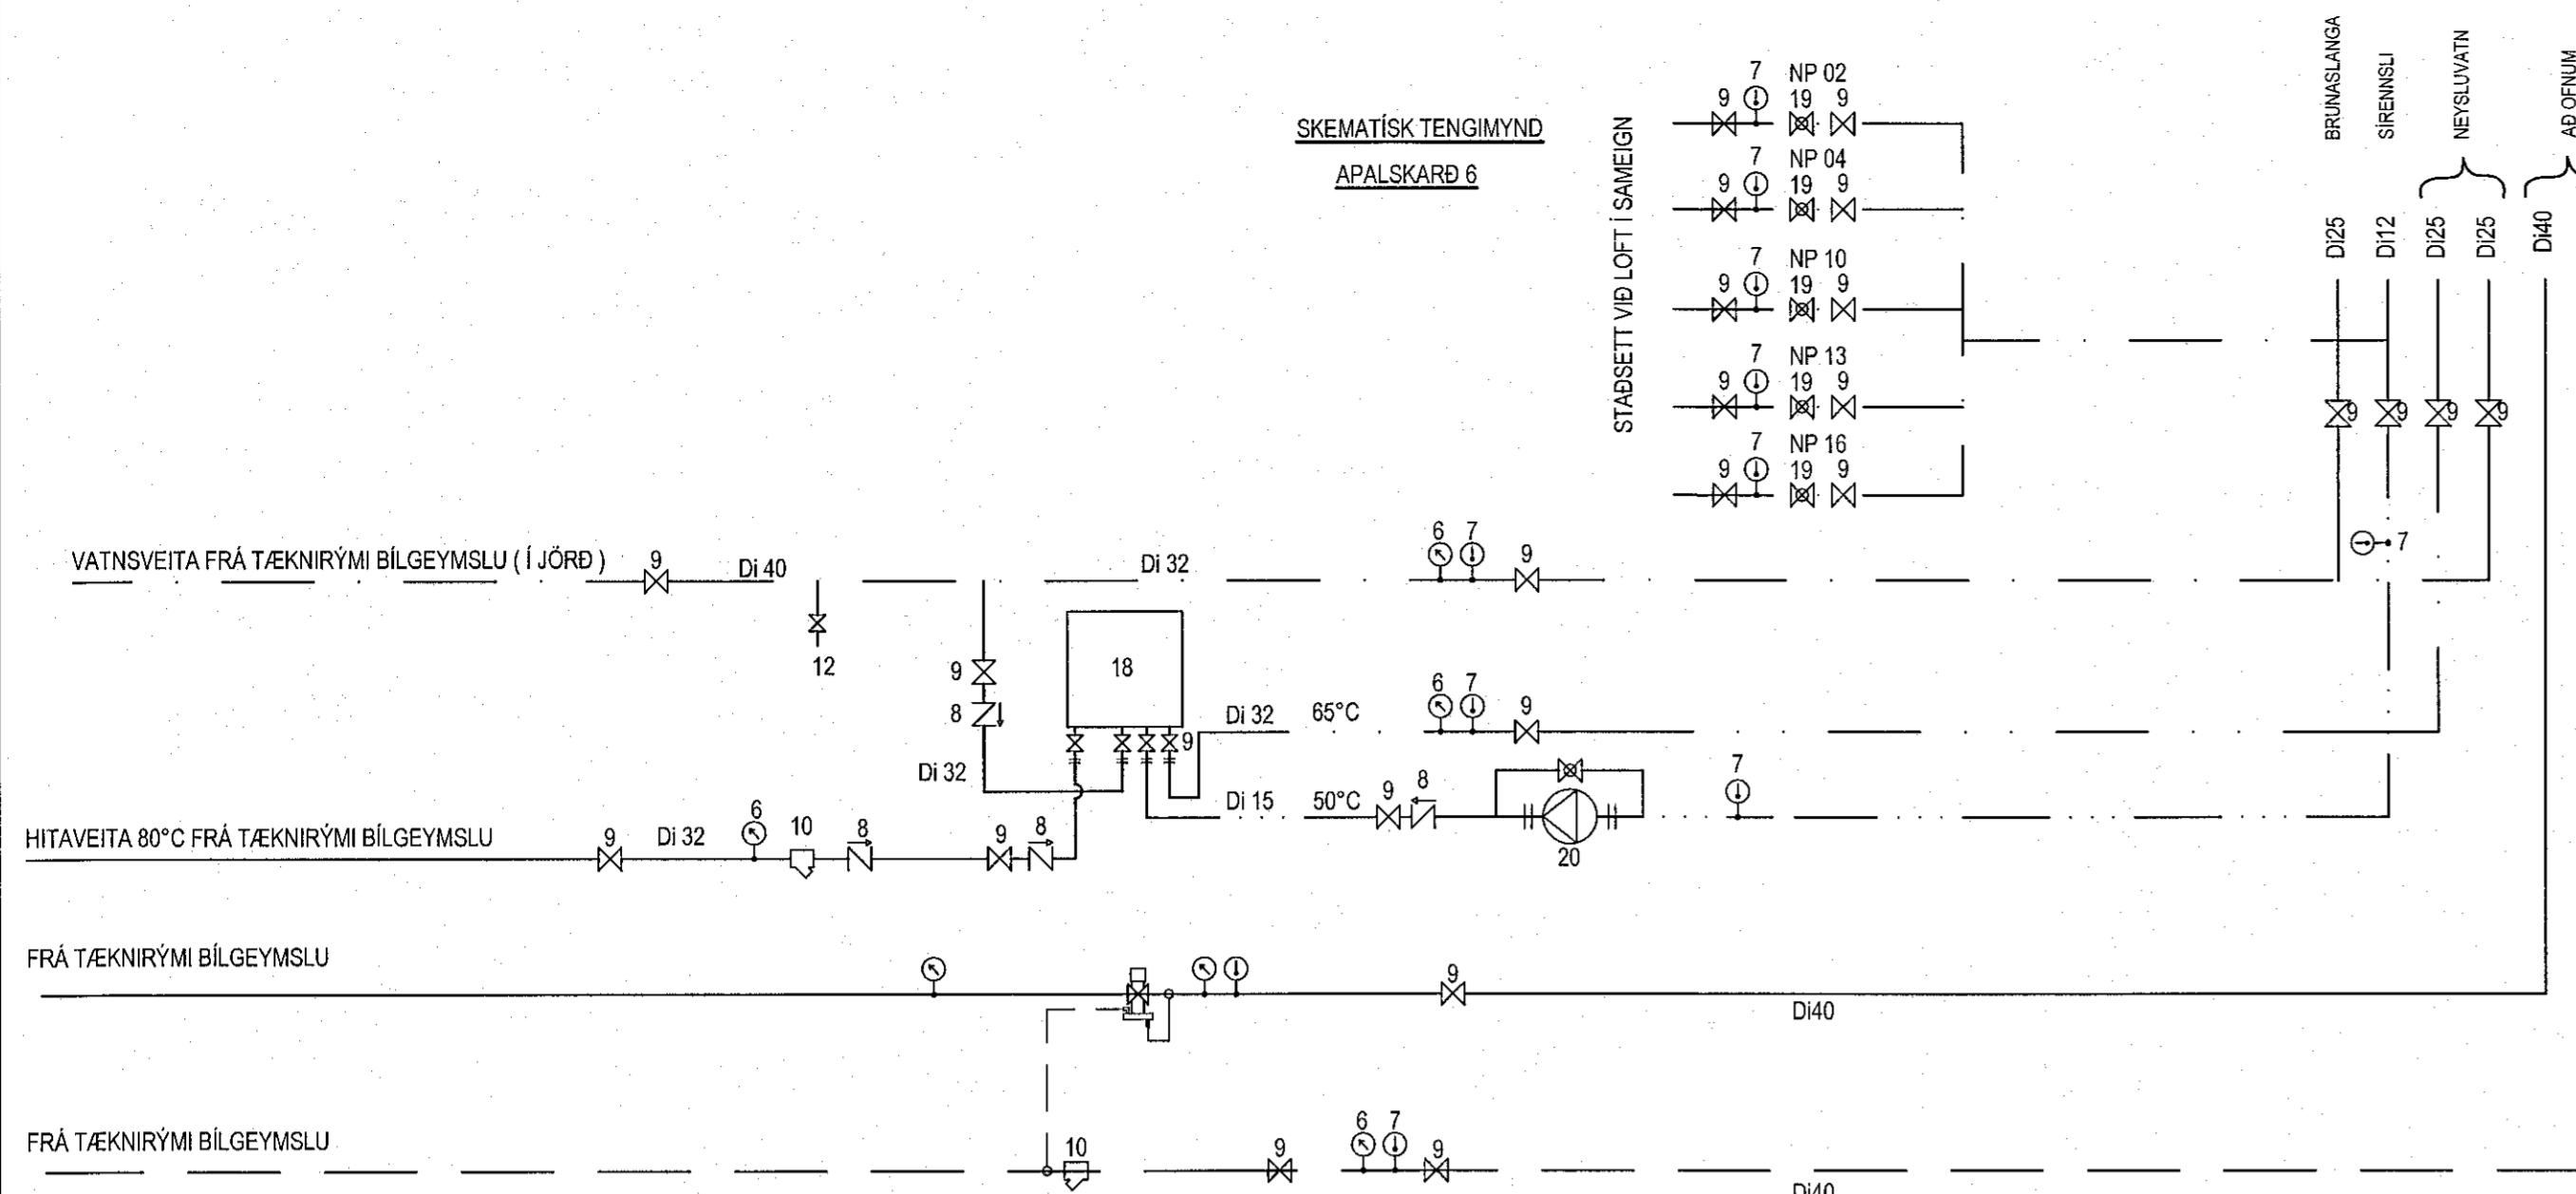 SKEMATÍSK TENGIMYND
APALSKARÐ 6
STAÐSETT VIÐ LOFT Í SAMEIGN
7 NP 02
9 19 9
7 NP 04
9 19 9
7 NP 10
9 19 9
7 NP 13
9 19 9
7 NP 16
9 19 9
BRUNASLANGA
SÍRENNSLI
NEYSLUVATN
AÐ OFNUM
Di25
Di12
Di25
Di25
Di40
9 9 9 9
7
VATNSVEITA FRÁ TÆKNIRÝMI BÍLGEYMSLU ( Í JÖRÐ )
9
Di 40
Di 32
6 7 9
12
9
8
18
9
Di 32
Di 32 65°C
6 7 9
Di 15 50°C
9 8
20
7
HITAVEITA 80°C FRÁ TÆKNIRÝMI BÍLGEYMSLU
9 Di 32 6 10 8 9 8
FRÁ TÆKNIRÝMI BÍLGEYMSLU
9
Di40
FRÁ TÆKNIRÝMI BÍLGEYMSLU
10 9 6 7 9
Di40